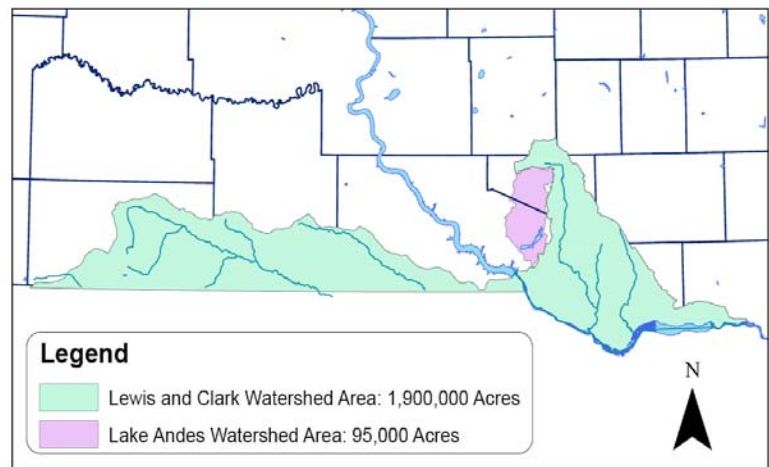 Legend
Lewis and Clark Watershed Area: 1,900,000 Acres
Lake Andes Watershed Area: 95,000 Acres
N